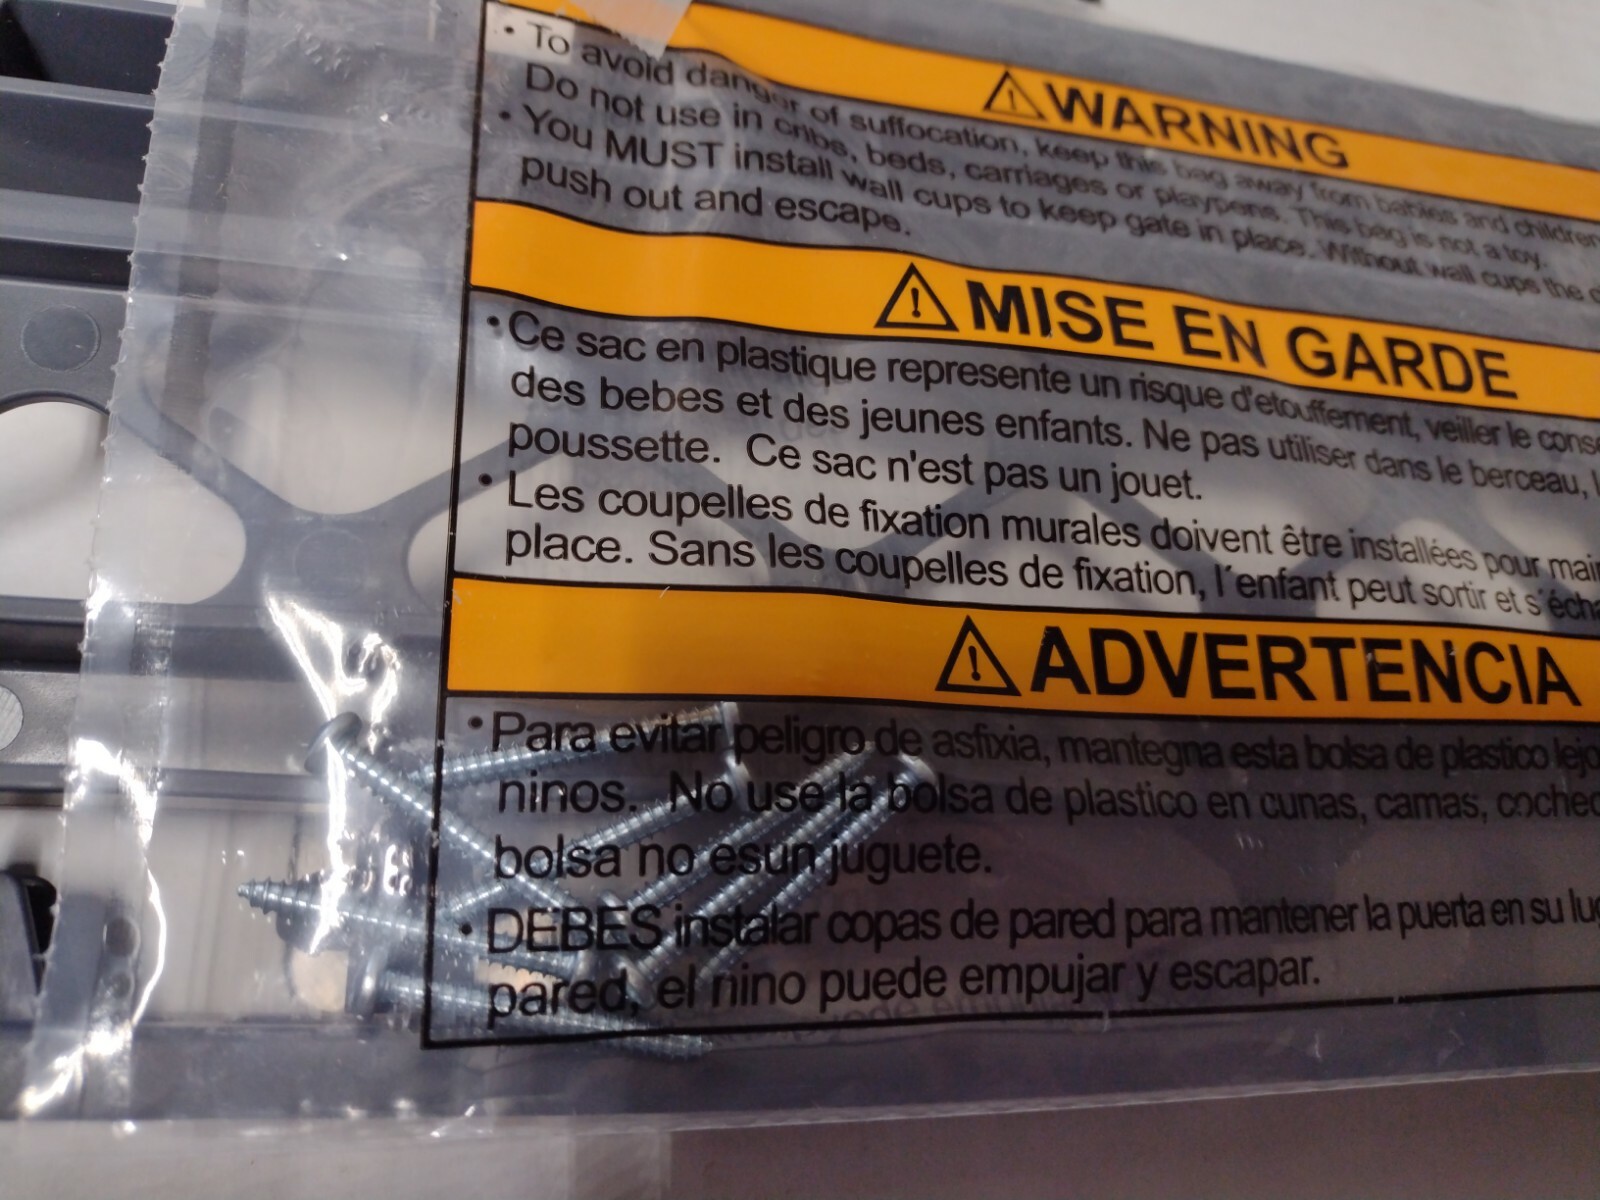 ⚠WARNING
• To avoid danger of suffocation, keep this bag away from babies and children
Do not use in cribs, beds, carriages or playpens. This bag is not a toy.
• You MUST install wall cups to keep gate in place. Without wall cups the
push out and escape.
⚠MISE EN GARDE
• Ce sac en plastique represente un risque d'etouffement, veiller le
des bebes et des jeunes enfants. Ne pas utiliser dans le berceau,
poussette. Ce sac n'est pas un jouet.
• Les coupelles de fixation murales doivent être installées pour
place. Sans les coupelles de fixation, l'enfant peut sortir et
⚠ADVERTENCIA
• Para evitar peligro de asfixia, mantegna esta bolsa de plastico
ninos. No use la bolsa de plastico en cunas, camas,
bolsa no esun juguete.
• DEBES instalar copas de pared para mantener la puerta en su
pared, el nino puede empujar y escapar.